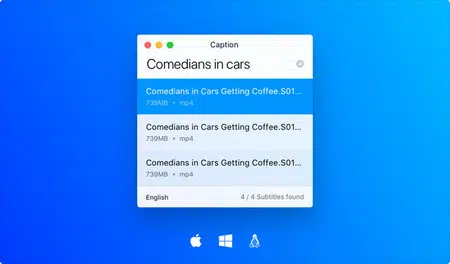 Caption
Comedians in cars
Comedians in Cars Getting Coffee.S01...
739MB • mp4
Comedians in Cars Getting Coffee.S01...
739MB • mp4
Comedians in Cars Getting Coffee.S01...
739MB • mp4
English 4 / 4 Subtitles found